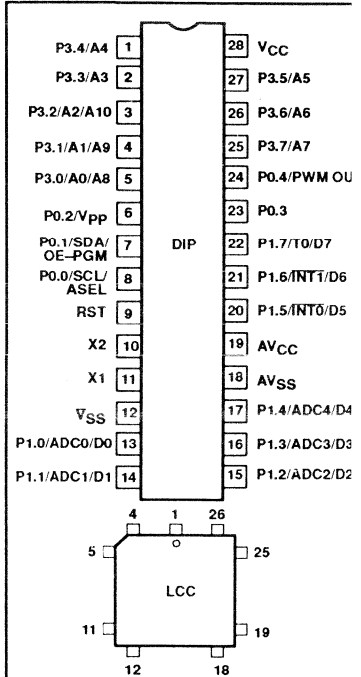 P3.4/A4 1
P3.3/A3 2
P3.2/A2/A10 3
P3.1/A1/A9 4
P3.0/A0/A8 5
P0.2/VPP 6
P0.1/SDA/
OE–PGM 7
P0.0/SCL/
ASEL 8
RST 9
X2 10
X1 11
VSS 12
P1.0/ADC0/D0 13
P1.1/ADC1/D1 14
DIP
28 VCC
27 P3.5/A5
26 P3.6/A6
25 P3.7/A7
24 P0.4/PWM OU
23 P0.3
22 P1.7/T0/D7
21 P1.6/INT1/D6
20 P1.5/INT0/D5
19 AVCC
18 AVSS
17 P1.4/ADC4/D4
16 P1.3/ADC3/D3
15 P1.2/ADC2/D2
4 1 26
5 25
LCC
11 19
12 18